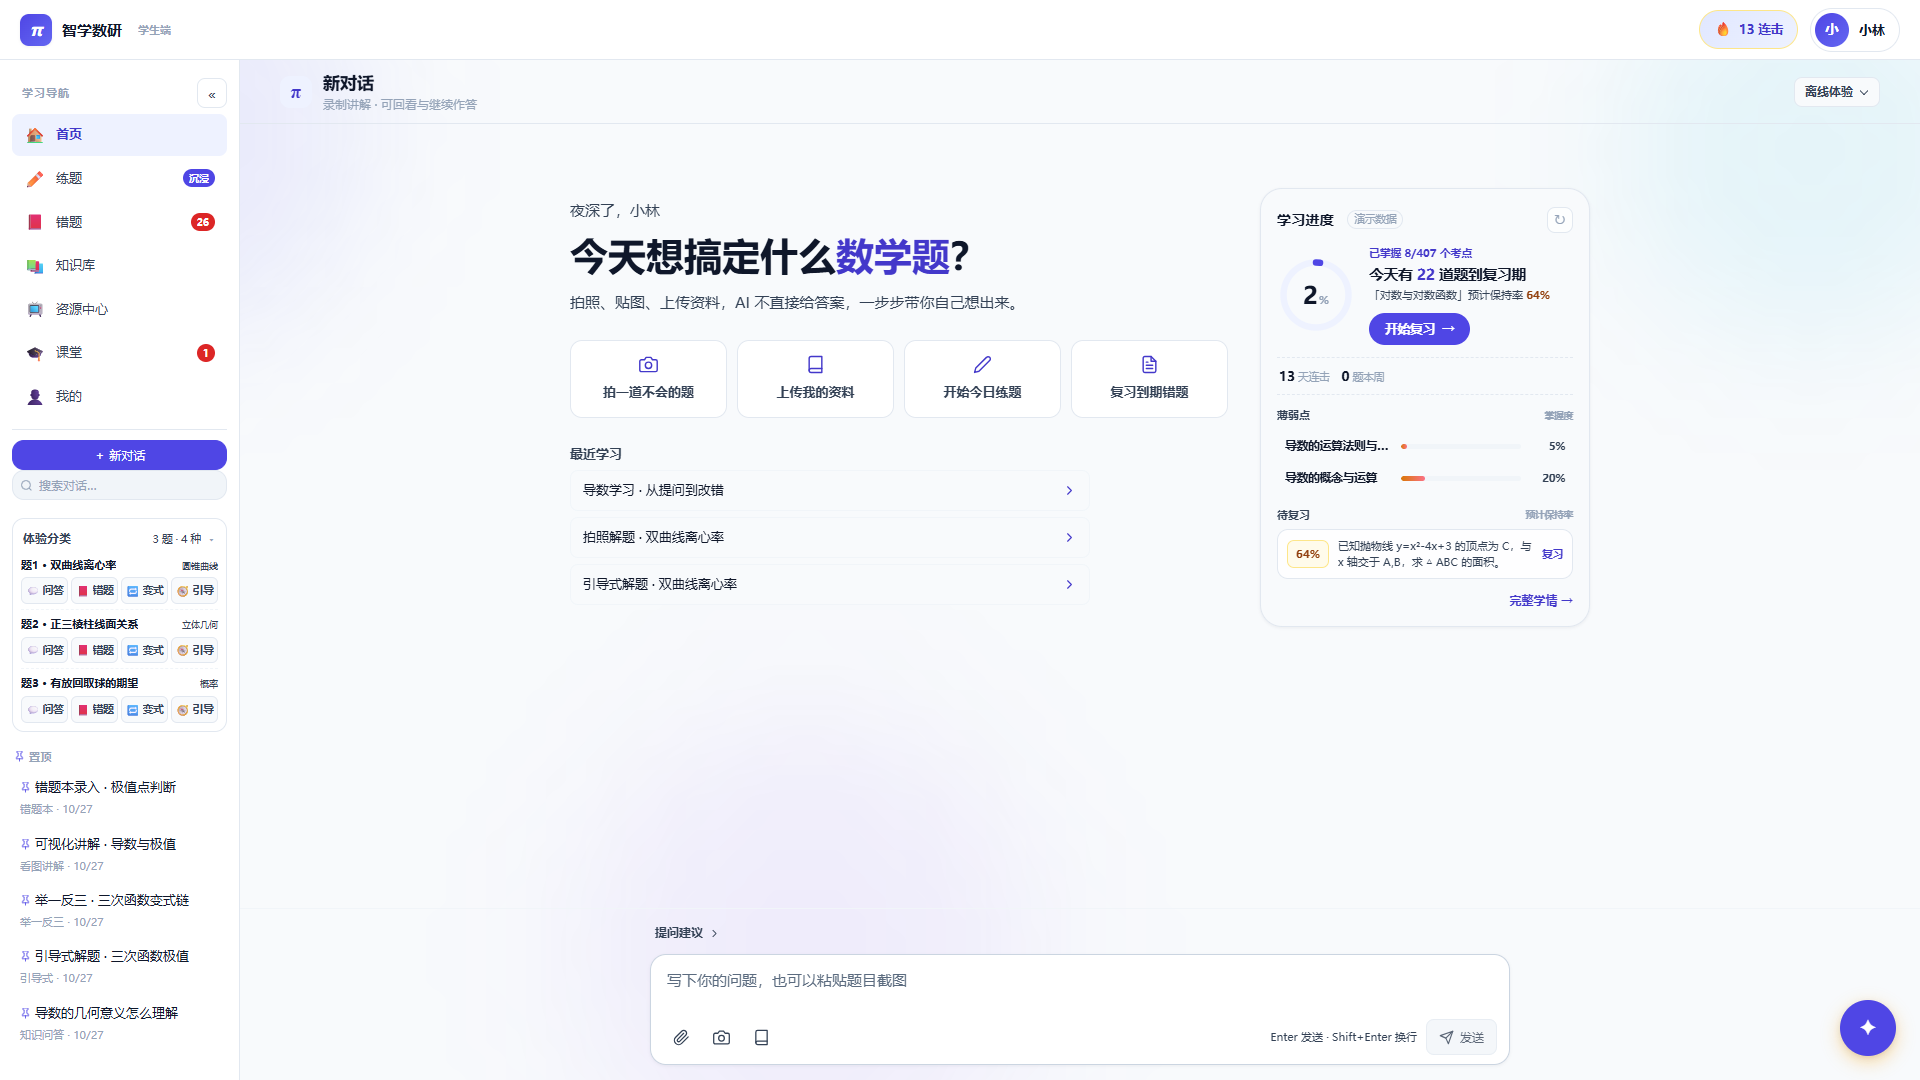 π 智学数研 学生端
13 连击
小 小林
学习导航 «
首页
练题 沉浸
错题 26
知识库
资源中心
课堂 1
我的
+ 新对话
搜索对话...
体验分类 3 题 · 4 种
题1 • 双曲线离心率 圆锥曲线
问答 错题 变式 引导
题2 • 正三棱柱线面关系 立体几何
问答 错题 变式 引导
题3 • 有放回取球的期望 概率
问答 错题 变式 引导
置顶
错题本录入 · 极值点判断
错题本 · 10/27
可视化讲解 · 导数与极值
看图讲解 · 10/27
举一反三 · 三次函数变式链
举一反三 · 10/27
引导式解题 · 三次函数极值
引导式 · 10/27
导数的几何意义怎么理解
知识问答 · 10/27
π 新对话
录制讲解 · 可回看与继续作答
离线体验
夜深了，小林
今天想搞定什么数学题？
拍照、贴图、上传资料，AI 不直接给答案，一步步带你自己想出来。
拍一道不会的题
上传我的资料
开始今日练题
复习到期错题
最近学习
导数学习 · 从提问到改错
拍照解题 · 双曲线离心率
引导式解题 · 双曲线离心率
学习进度 演示数据 ↻
2%
已掌握 8/407 个考点
今天有 22 道题到复习期
「对数与对数函数」预计保持率 64%
开始复习 →
13 天连击 0 题本周
薄弱点 掌握度
导数的运算法则与... 5%
导数的概念与运算 20%
待复习 预计保持率
64%
已知抛物线 y=x²-4x+3 的顶点为 C，与
x 轴交于 A,B，求 △ ABC 的面积。
复习
完整学情 →
提问建议
写下你的问题，也可以粘贴题目截图
Enter 发送 · Shift+Enter 换行
发送